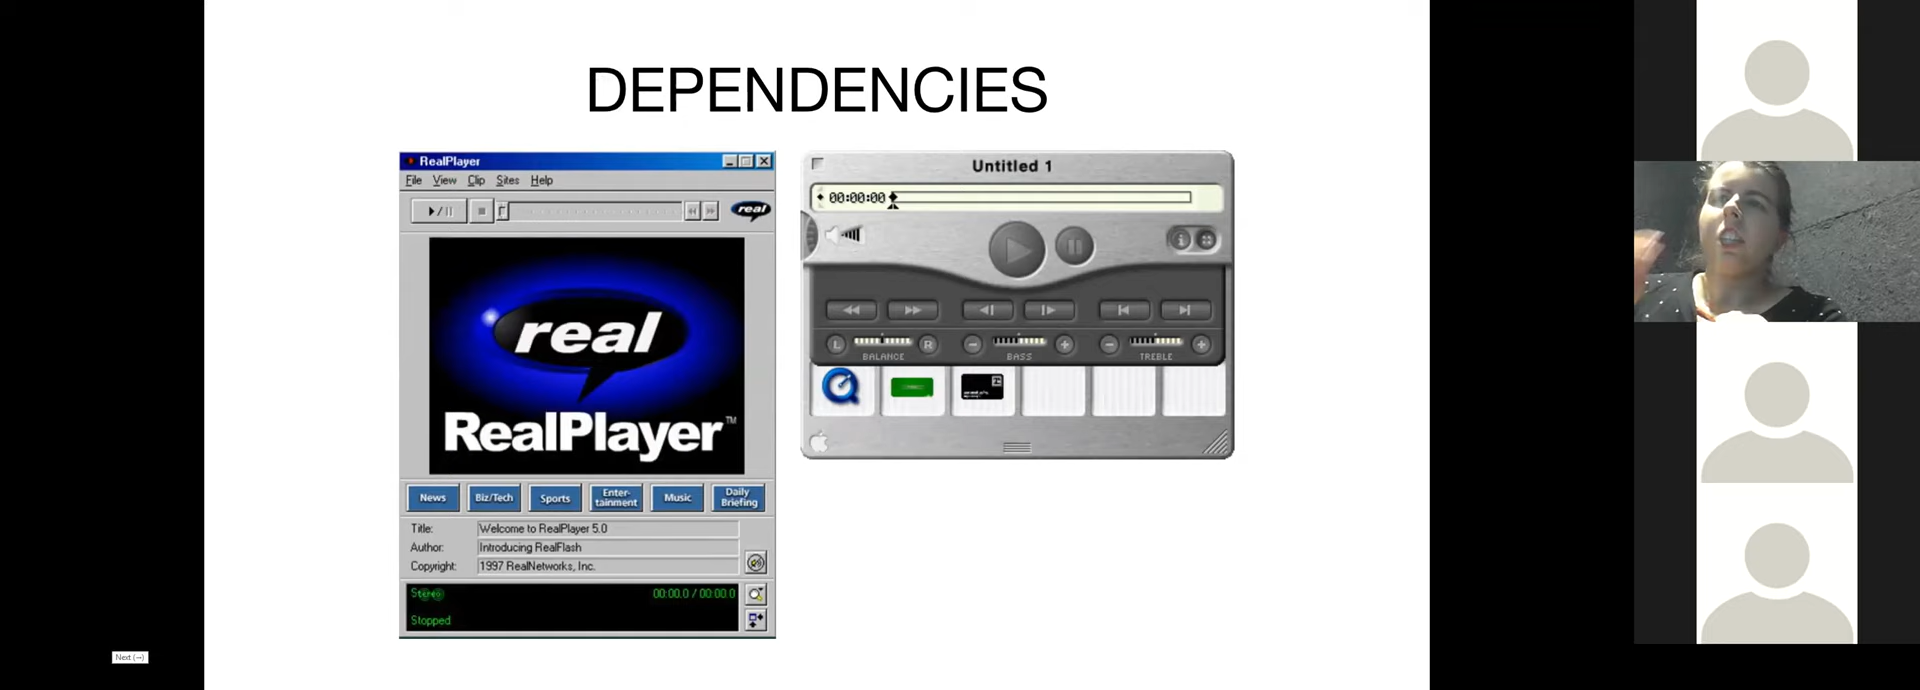 DEPENDENCIES
RealPlayer
File View Clip Sites Help
real
real
RealPlayer™
News Biz/Tech Sports Enter-
tainment Music Daily
Briefing
Title: Welcome to RealPlayer 5.0
Author: Introducing RealFlash
Copyright: 1997 RealNetworks, Inc.
Stereo 00:00.0 / 00:00.0
Stopped
Untitled 1
00:00:00
L R - + - +
BALANCE BASS TREBLE
Next (→)